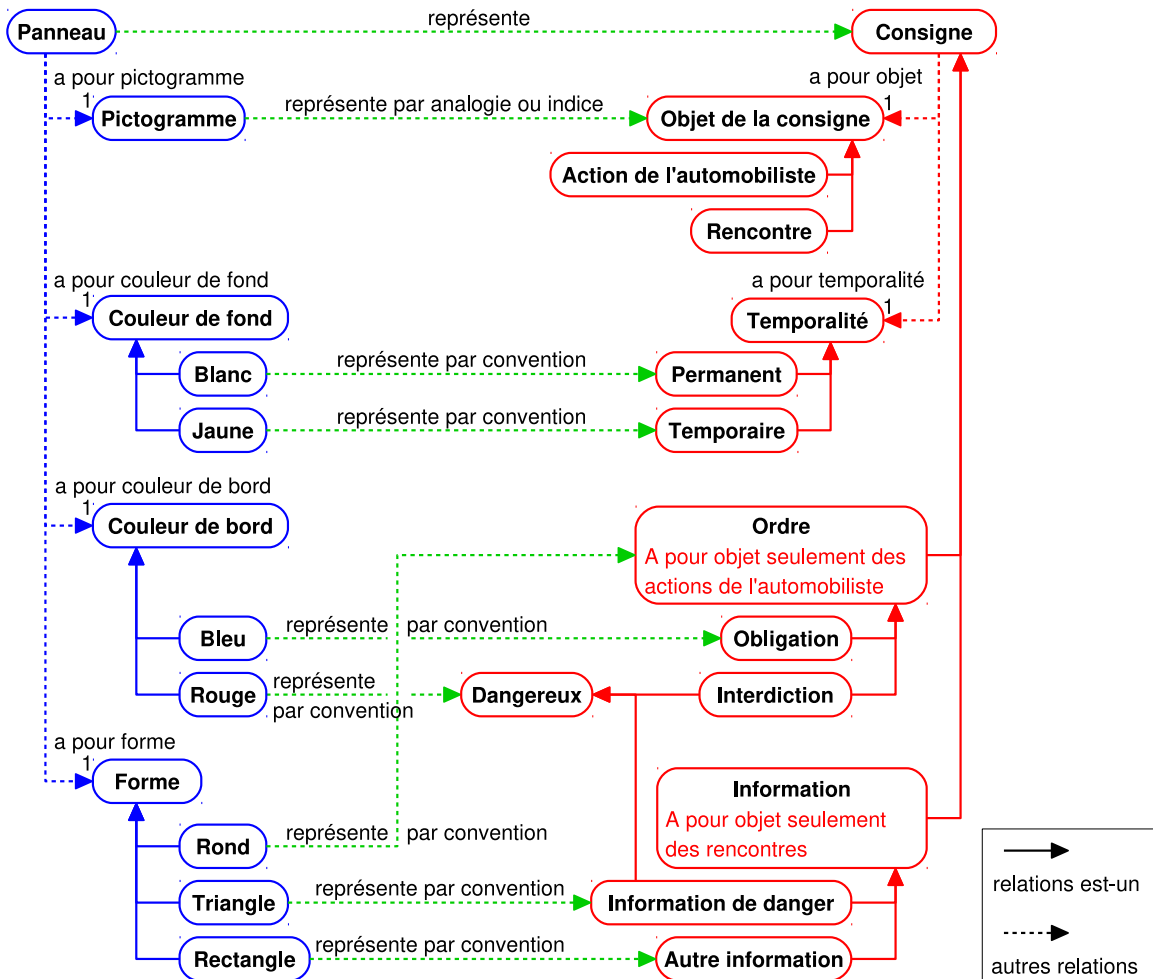 Panneau
représente
Consigne
a pour pictogramme
1
Pictogramme
représente par analogie ou indice
a pour objet
1
Objet de la consigne
Action de l'automobiliste
Rencontre
a pour couleur de fond
1
Couleur de fond
a pour temporalité
1
Temporalité
Blanc
représente par convention
Permanent
Jaune
représente par convention
Temporaire
a pour couleur de bord
1
Couleur de bord
Ordre
A pour objet seulement des
actions de l'automobiliste
Bleu
représente par convention
Obligation
Rouge
représente
par convention
Dangereux
Interdiction
a pour forme
1
Forme
Information
A pour objet seulement
des rencontres
Rond
représente par convention
Triangle
représente par convention
Information de danger
Rectangle
représente par convention
Autre information
relations est-un
autres relations